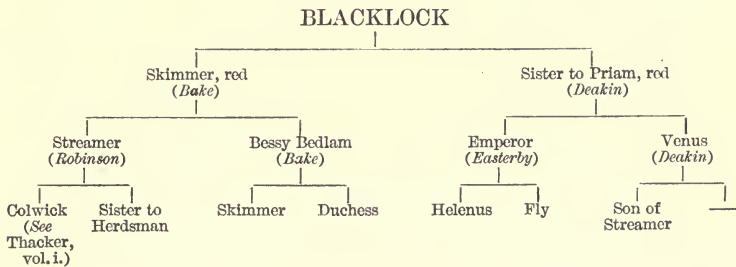 BLACKLOCK
Skimmer, red
(Bake)
Sister to Priam, red
(Deakin)
Streamer
(Robinson)
Bessy Bedlam
(Bake)
Emperor
(Easterby)
Venus
(Deakin)
Colwick
(See
Thacker,
vol. i.)
Sister to
Herdsman
Skimmer
Duchess
Helenus
Fly
Son of
Streamer
——